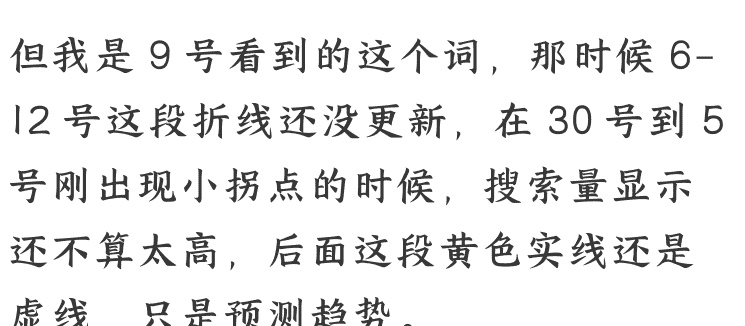 但我是 9 号看到的这个词，那时候 6-
12 号这段折线还没更新，在 30 号到 5
号刚出现小拐点的时候，搜索量显示
还不算太高，后面这段黄色实线还是
虚线，只是预测趋势。